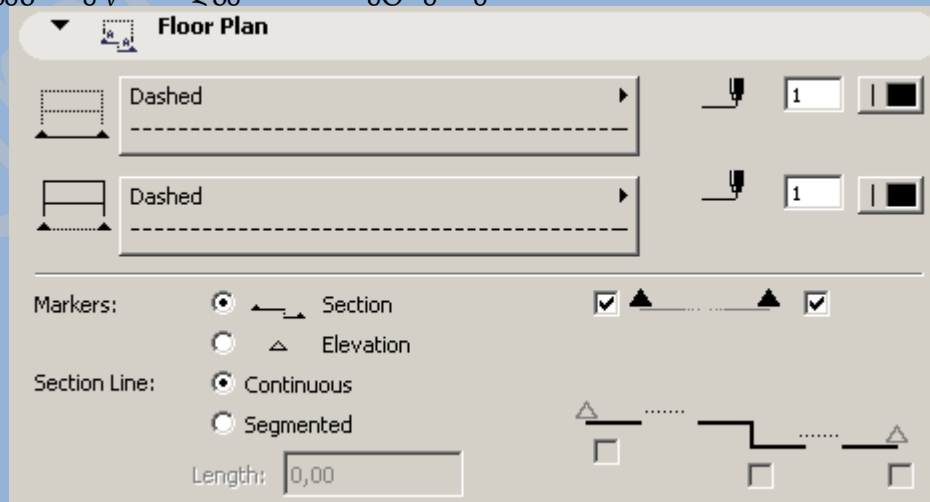 Floor Plan
Dashed 1
Dashed 1
Markers: Section
Elevation
Section Line: Continuous
Segmented
Length: 0,00